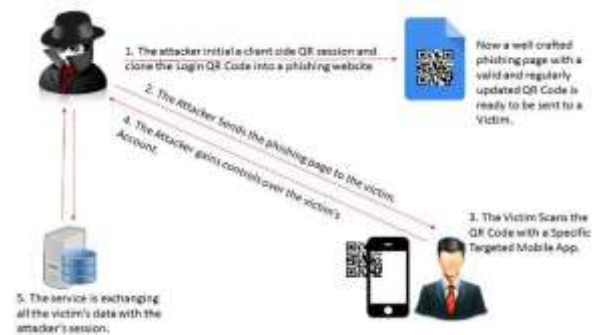 1. The attacker initial a client side QR session and
clone the Login QR Code into a phishing website
Now a well crafted
phishing page with a
valid and regularly
updated QR Code is
ready to be sent to a
Victim.
2. The Attacker Sends the phishing page to the victim.
4. The Attacker gains controls over the victim's
Account.
3. The Victim Scans the
QR Code with a Specific
Targeted Mobile App.
5. The service is exchanging
all the victim's data with the
attacker's session.